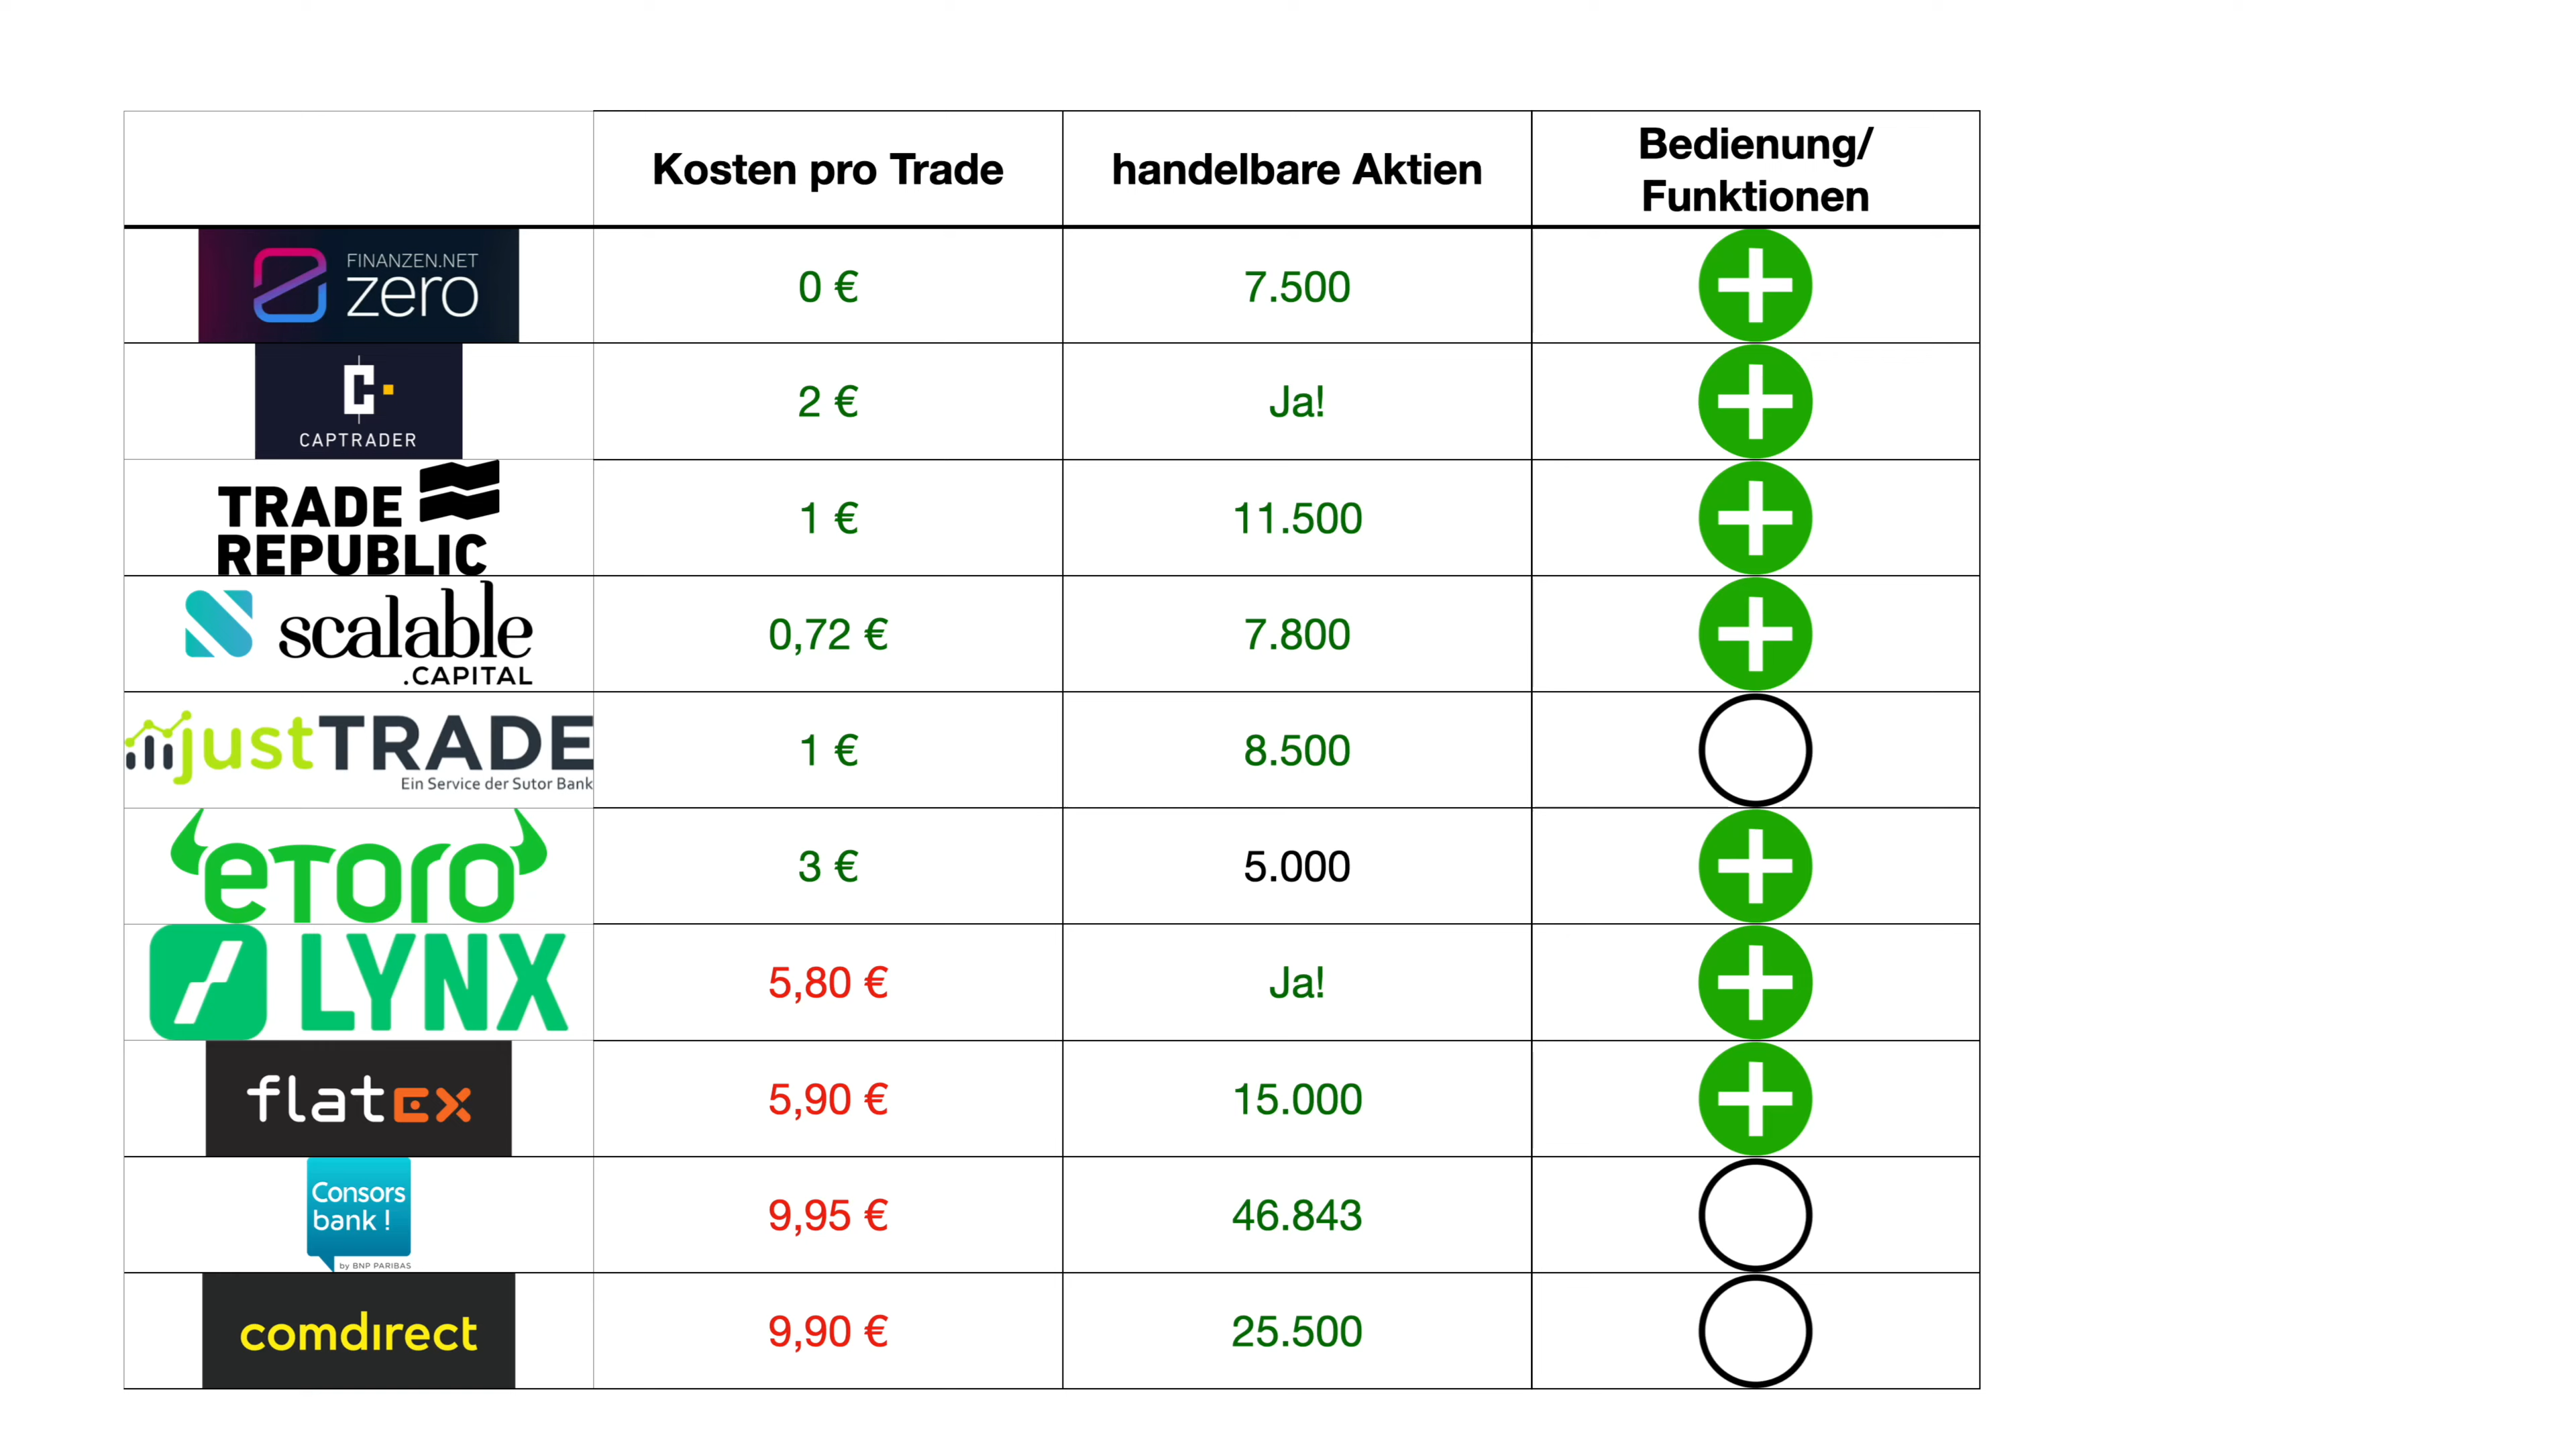 Kosten pro Trade
handelbare Aktien
Bedienung/
Funktionen
FINANZEN.NET
zero
0 €
7.500
CAPTRADER
2 €
Ja!
TRADE
REPUBLIC
1 €
11.500
scalable
.CAPITAL
0,72 €
7.800
justTRADE
Ein Service der Sutor Bank
1 €
8.500
eToro
3 €
5.000
LYNX
5,80 €
Ja!
flatex
5,90 €
15.000
Consors
bank!
by BNP PARIBAS
9,95 €
46.843
comdirect
9,90 €
25.500